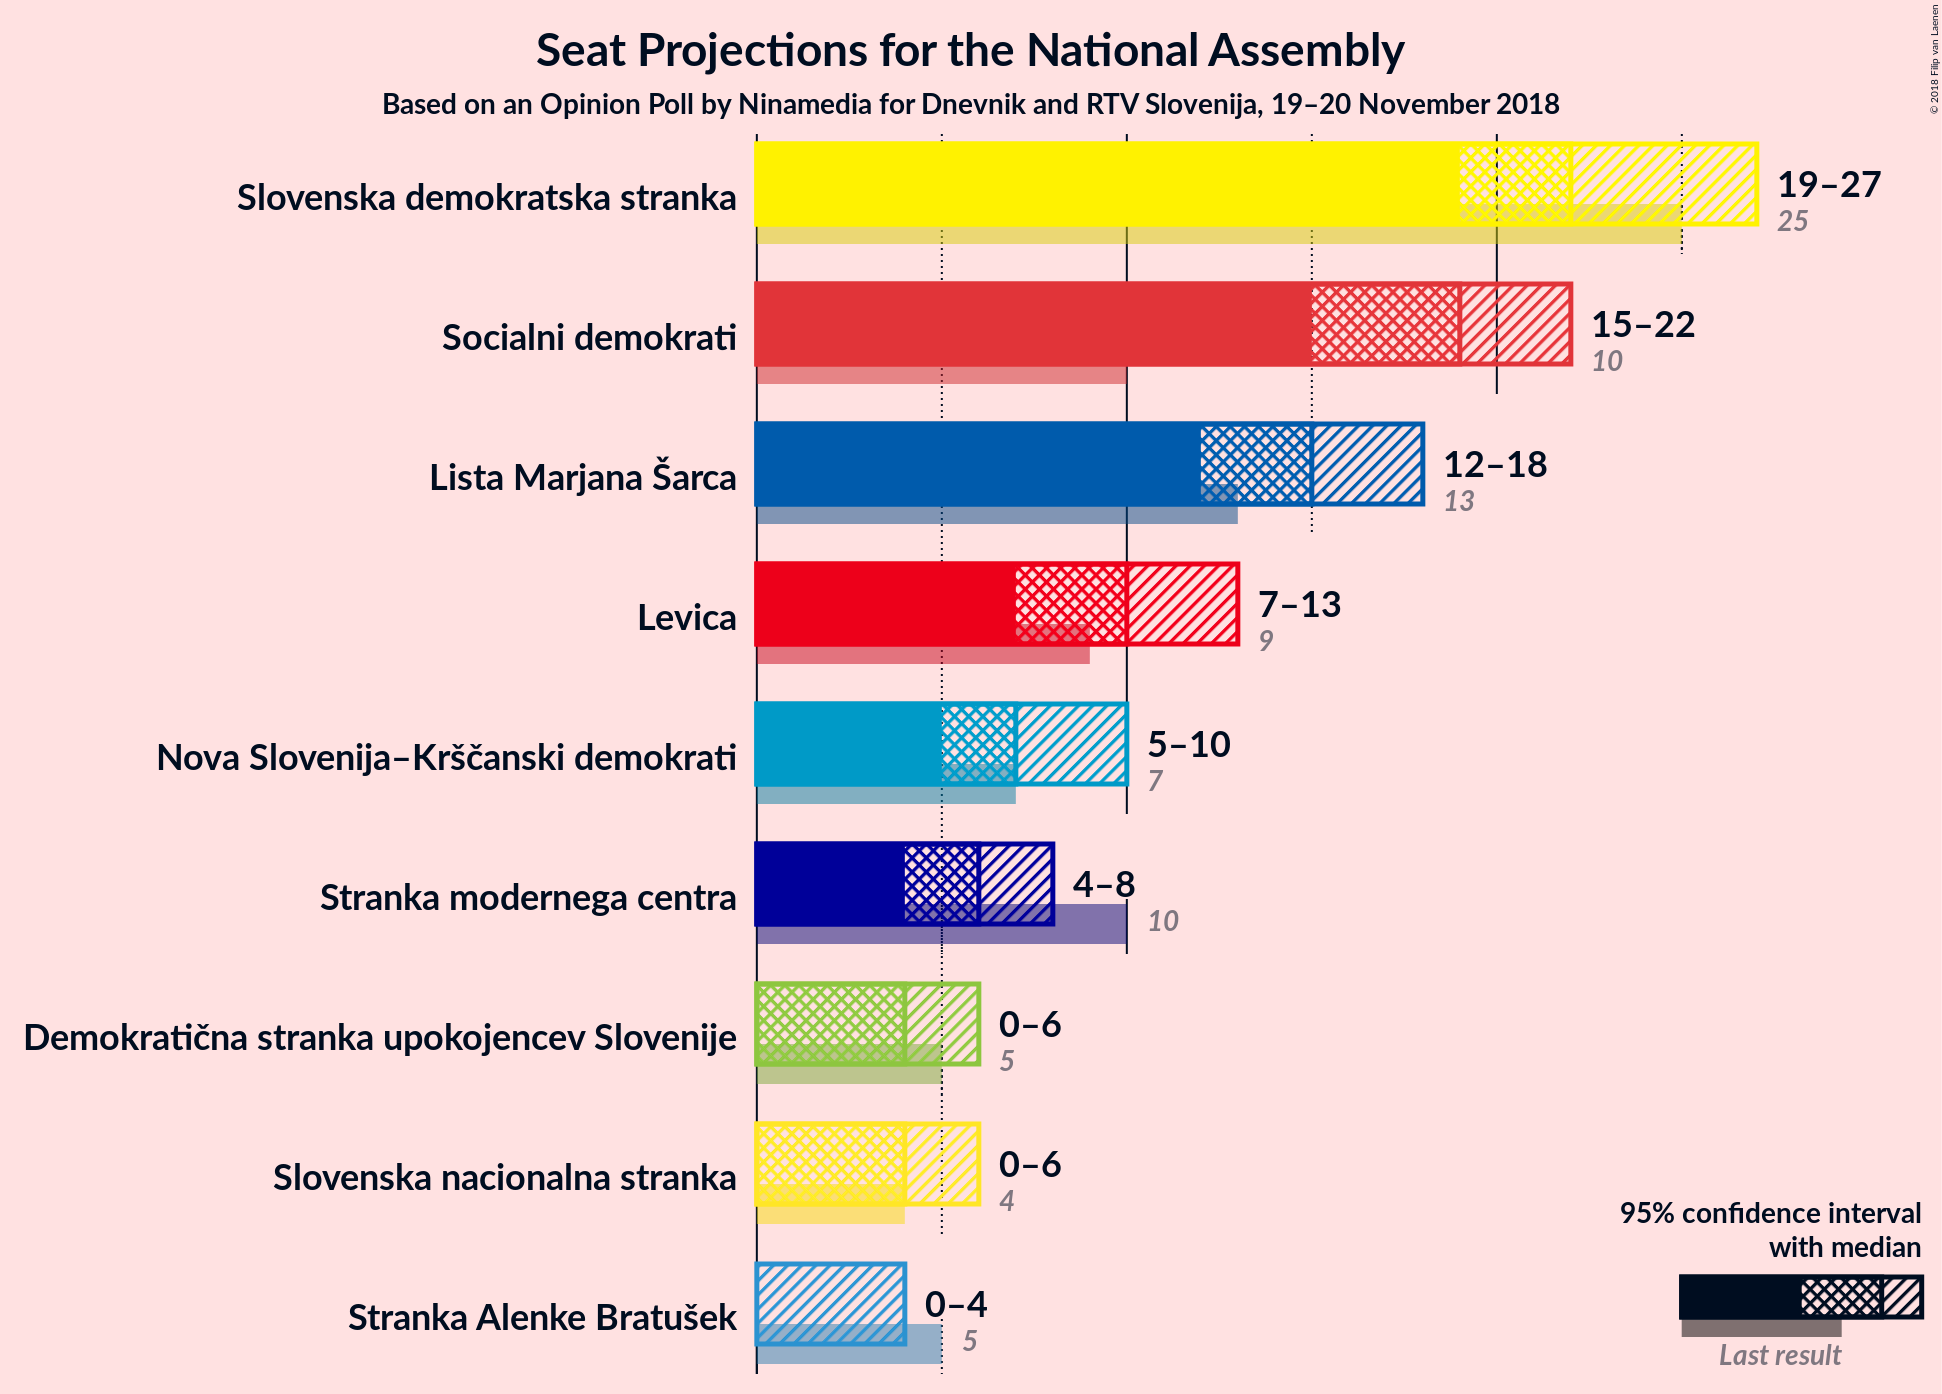 Seat Projections for the National Assembly
Based on an Opinion Poll by Ninamedia for Dnevnik and RTV Slovenija, 19–20 November 2018
© 2018 Filip van Laenen
Slovenska demokratska stranka
19–27
25
Socialni demokrati
15–22
10
Lista Marjana Šarca
12–18
13
Levica
7–13
9
Nova Slovenija–Krščanski demokrati
5–10
7
Stranka modernega centra
4–8
10
Demokratična stranka upokojencev Slovenije
0–6
5
Slovenska nacionalna stranka
0–6
4
Stranka Alenke Bratušek
0–4
5
95% confidence interval
with median
Last result